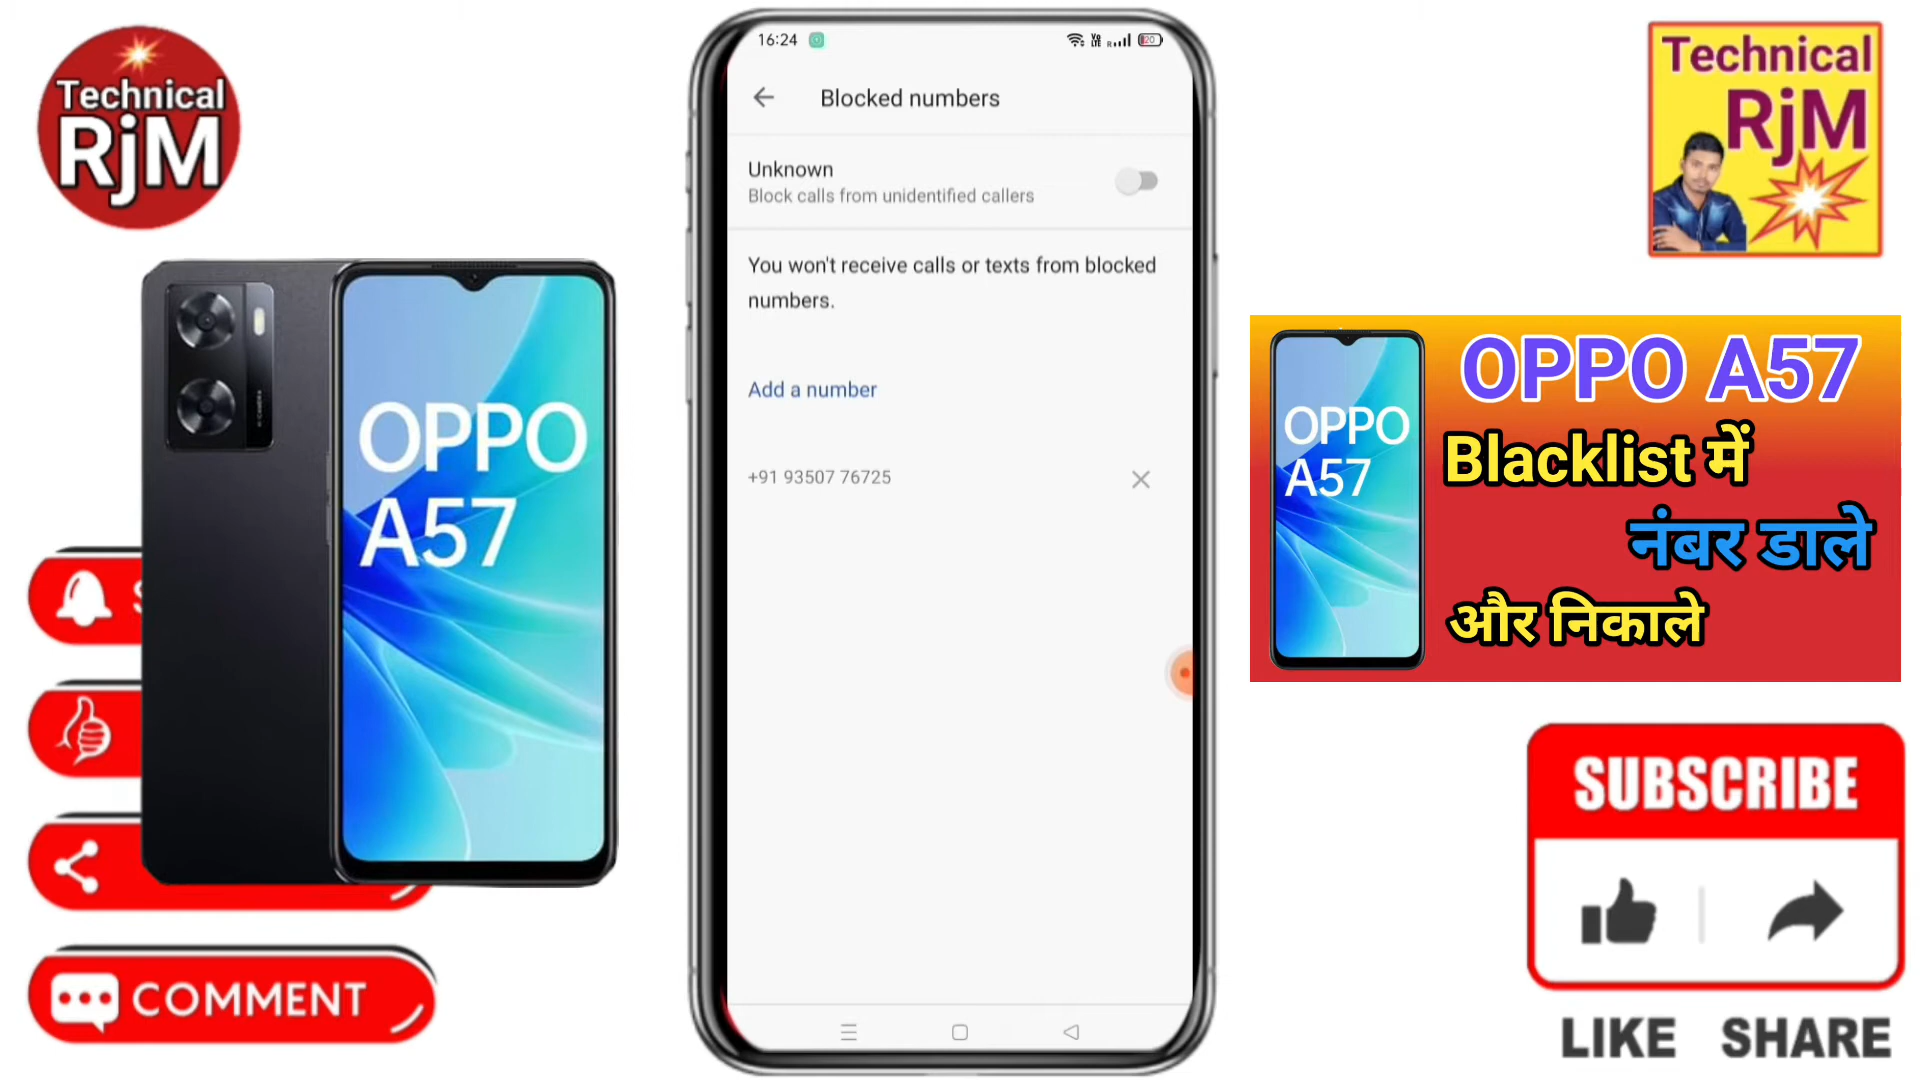 Technical
RjM
OPPO
A57
S
COMMENT
16:24
20
Blocked numbers
Unknown
Block calls from unidentified callers
You won't receive calls or texts from blocked
numbers.
Add a number
+91 93507 76725
Technical
RjM
OPPO A57
OPPO
A57
Blacklist में
नंबर डाले
और निकाले
SUBSCRIBE
LIKE SHARE